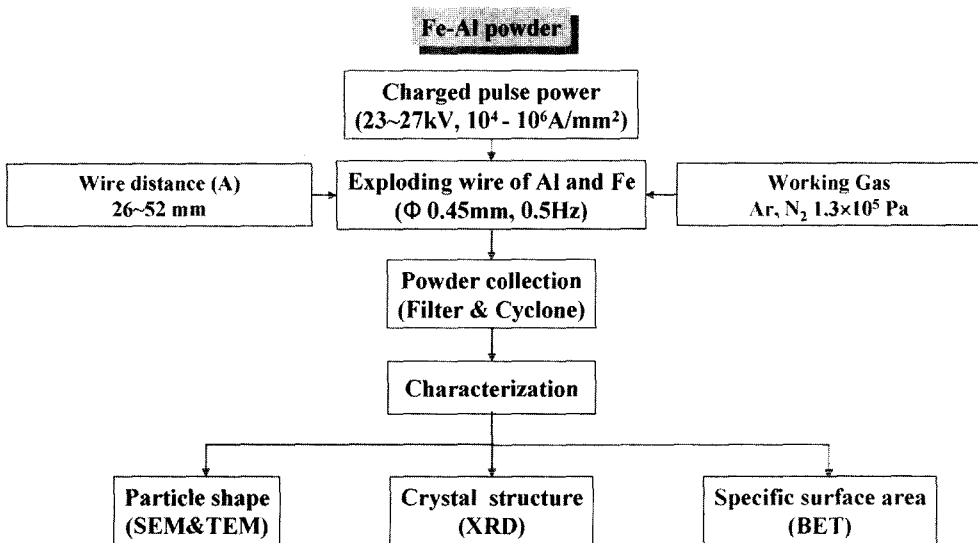 Fe-Al powder
Charged pulse power
(23~27kV, 10⁴ - 10⁶A/mm²)
Wire distance (A)
26~52 mm
Exploding wire of Al and Fe
(Φ 0.45mm, 0.5Hz)
Working Gas
Ar, N₂ 1.3×10⁵ Pa
Powder collection
(Filter & Cyclone)
Characterization
Particle shape
(SEM&TEM)
Crystal structure
(XRD)
Specific surface area
(BET)